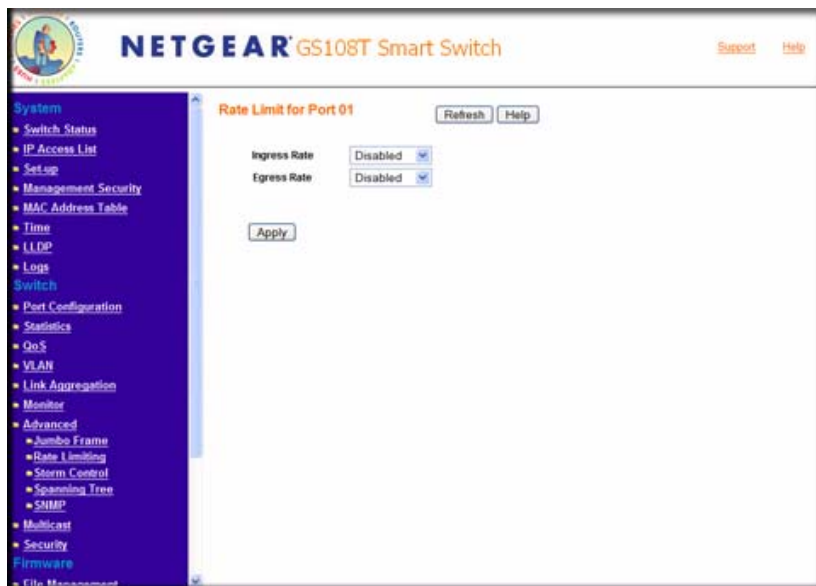 NETGEAR GS108T Smart Switch
Support Help
System
Switch Status
IP Access List
Set-up
Management Security
MAC Address Table
Time
LLDP
Logs
Switch
Port Configuration
Statistics
QoS
VLAN
Link Aggregation
Monitor
Advanced
Jumbo Frame
Rate Limiting
Storm Control
Spanning Tree
SNMP
Multicast
Security
Firmware
File Management
Rate Limit for Port 01
Refresh Help
Ingress Rate Disabled
Egress Rate Disabled
Apply